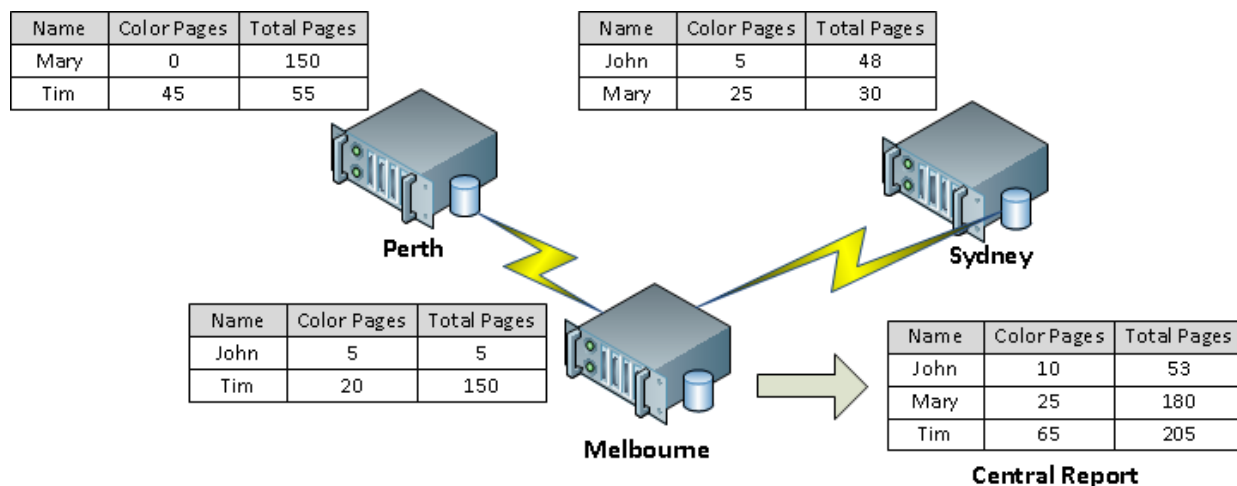 Name Color Pages Total Pages
Mary 0 150
Tim 45 55
Name Color Pages Total Pages
John 5 48
Mary 25 30
Perth
Sydney
Name Color Pages Total Pages
John 5 5
Tim 20 150
Melbourne
Name Color Pages Total Pages
John 10 53
Mary 25 180
Tim 65 205
Central Report